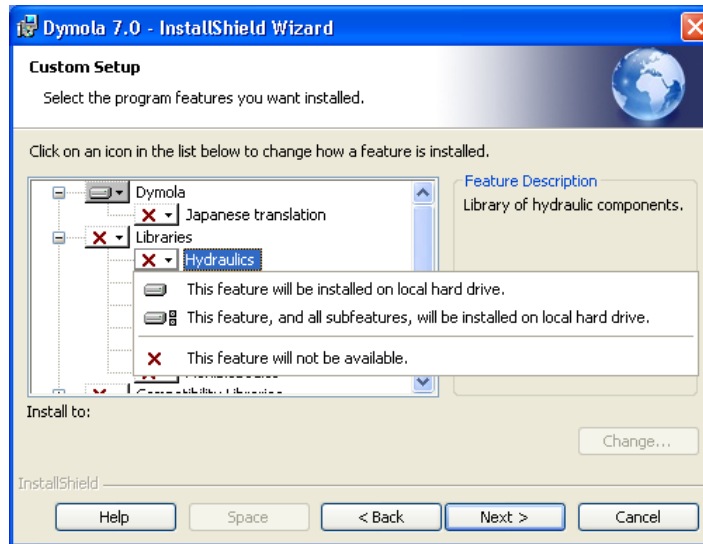 Dymola 7.0 - InstallShield Wizard
Custom Setup
Select the program features you want installed.
Click on an icon in the list below to change how a feature is installed.
Dymola
Japanese translation
Libraries
Hydraulics
This feature will be installed on local hard drive.
This feature, and all subfeatures, will be installed on local hard drive.
This feature will not be available.
Compatibility Libraries
Feature Description
Library of hydraulic components.
Install to:
Change...
InstallShield
Help
Space
< Back
Next >
Cancel